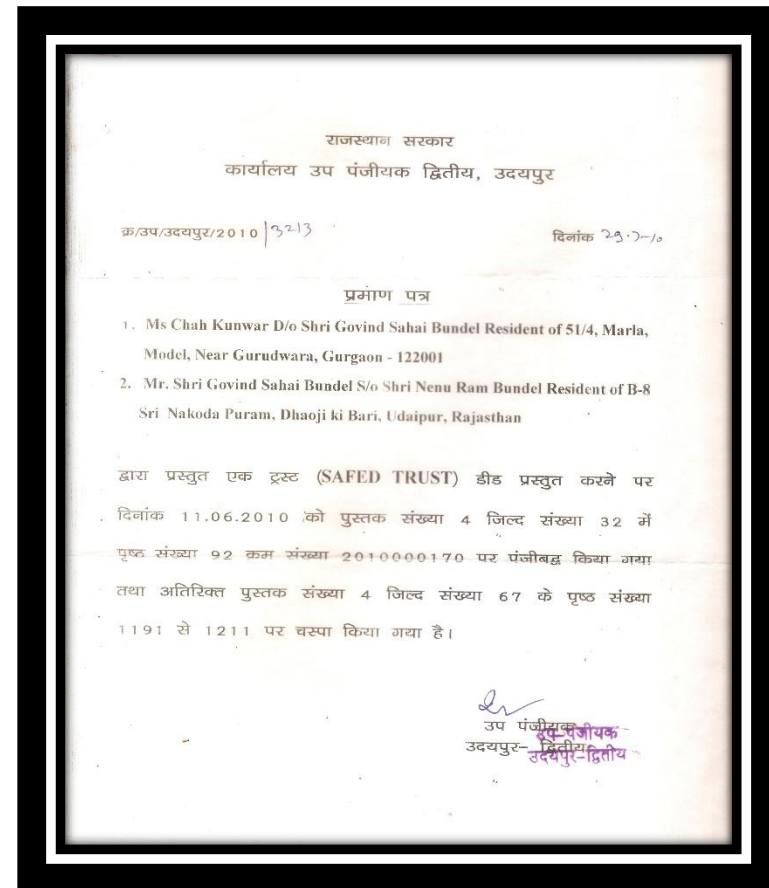 राजस्थान सरकार
कार्यालय उप पंजीयक द्वितीय, उदयपुर
क्र/उप/उदयपुर/2010/3213 दिनांक 29.7-10
प्रमाण पत्र
1. Ms Chah Kunwar D/o Shri Govind Sahai Bundel Resident of 51/4, Marla,
Model, Near Gurudwara, Gurgaon - 122001
2. Mr. Shri Govind Sahai Bundel S/o Shri Nenu Ram Bundel Resident of B-8
Sri Nakoda Puram, Dhaoji ki Bari, Udaipur, Rajasthan
द्वारा प्रस्तुत एक ट्रस्ट (SAFED TRUST) डीड प्रस्तुत करने पर
दिनांक 11.06.2010 को पुस्तक संख्या 4 जिल्द संख्या 32 में
पृष्ठ संख्या 92 कम संख्या 2010000170 पर पंजीबद्ध किया गया
तथा अतिरिक्त पुस्तक संख्या 4 जिल्द संख्या 67 के पृष्ठ संख्या
1191 से 1211 पर चस्पा किया गया है।
उप पंजीयक
उदयपुर– द्वितीय
उप–पंजीयक
उदयपुर–द्वितीय